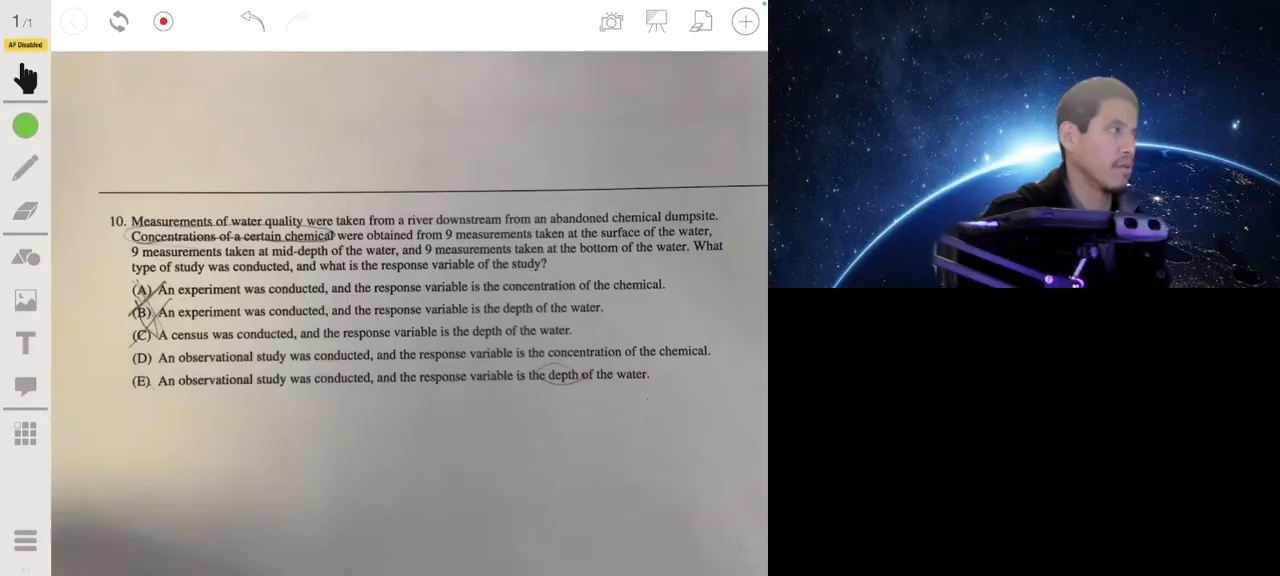 1/1
AF Disabled
10. Measurements of water quality were taken from a river downstream from an abandoned chemical dumpsite.
Concentrations of a certain chemical were obtained from 9 measurements taken at the surface of the water,
9 measurements taken at mid-depth of the water, and 9 measurements taken at the bottom of the water. What
type of study was conducted, and what is the response variable of the study?
(A) An experiment was conducted, and the response variable is the concentration of the chemical.
(B) An experiment was conducted, and the response variable is the depth of the water.
(C) A census was conducted, and the response variable is the depth of the water.
(D) An observational study was conducted, and the response variable is the concentration of the chemical.
(E) An observational study was conducted, and the response variable is the depth of the water.
T